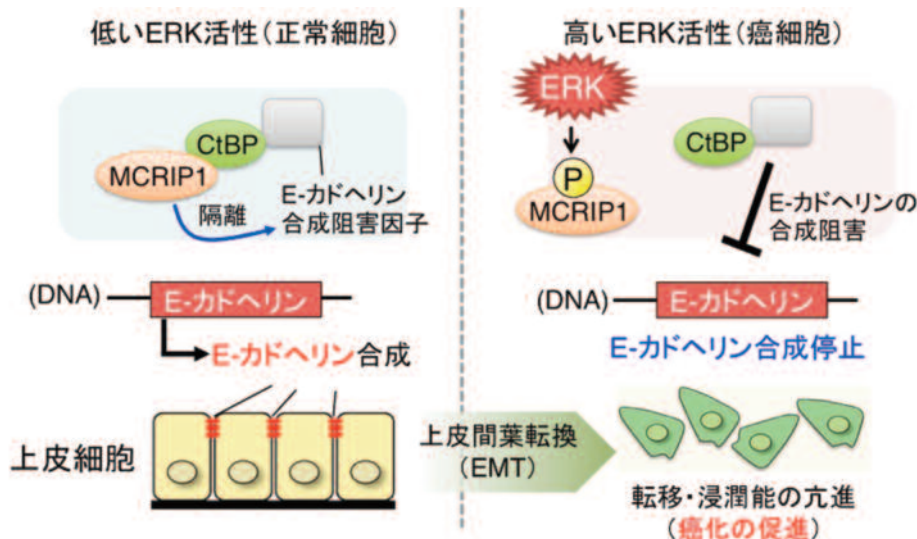 低いERK活性(正常細胞)
CtBP
MCRIP1
隔離
E-カドヘリン
合成阻害因子
(DNA)
E-カドヘリン
E-カドヘリン合成
上皮細胞
高いERK活性(癌細胞)
ERK
P
MCRIP1
CtBP
E-カドヘリンの
合成阻害
(DNA)
E-カドヘリン
E-カドヘリン合成停止
上皮間葉転換
(EMT)
転移・浸潤能の亢進
(癌化の促進)